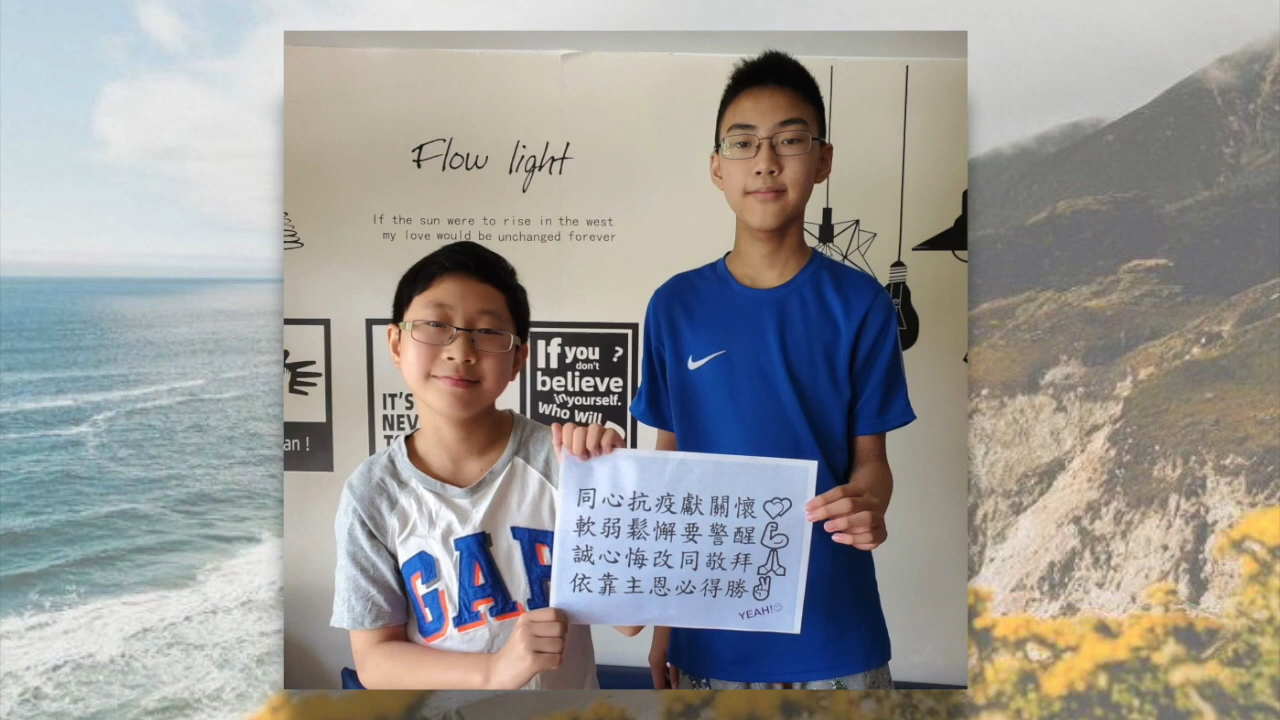 Flow light
If the sun were to rise in the west
my love would be unchanged forever
an !
IT'S
NEV
If you ?
don't
believe
in yourself.
Who Will
GAP
同心抗疫獻關懷
軟弱鬆懈要警醒
誠心悔改同敬拜
依靠主恩必得勝
YEAH!